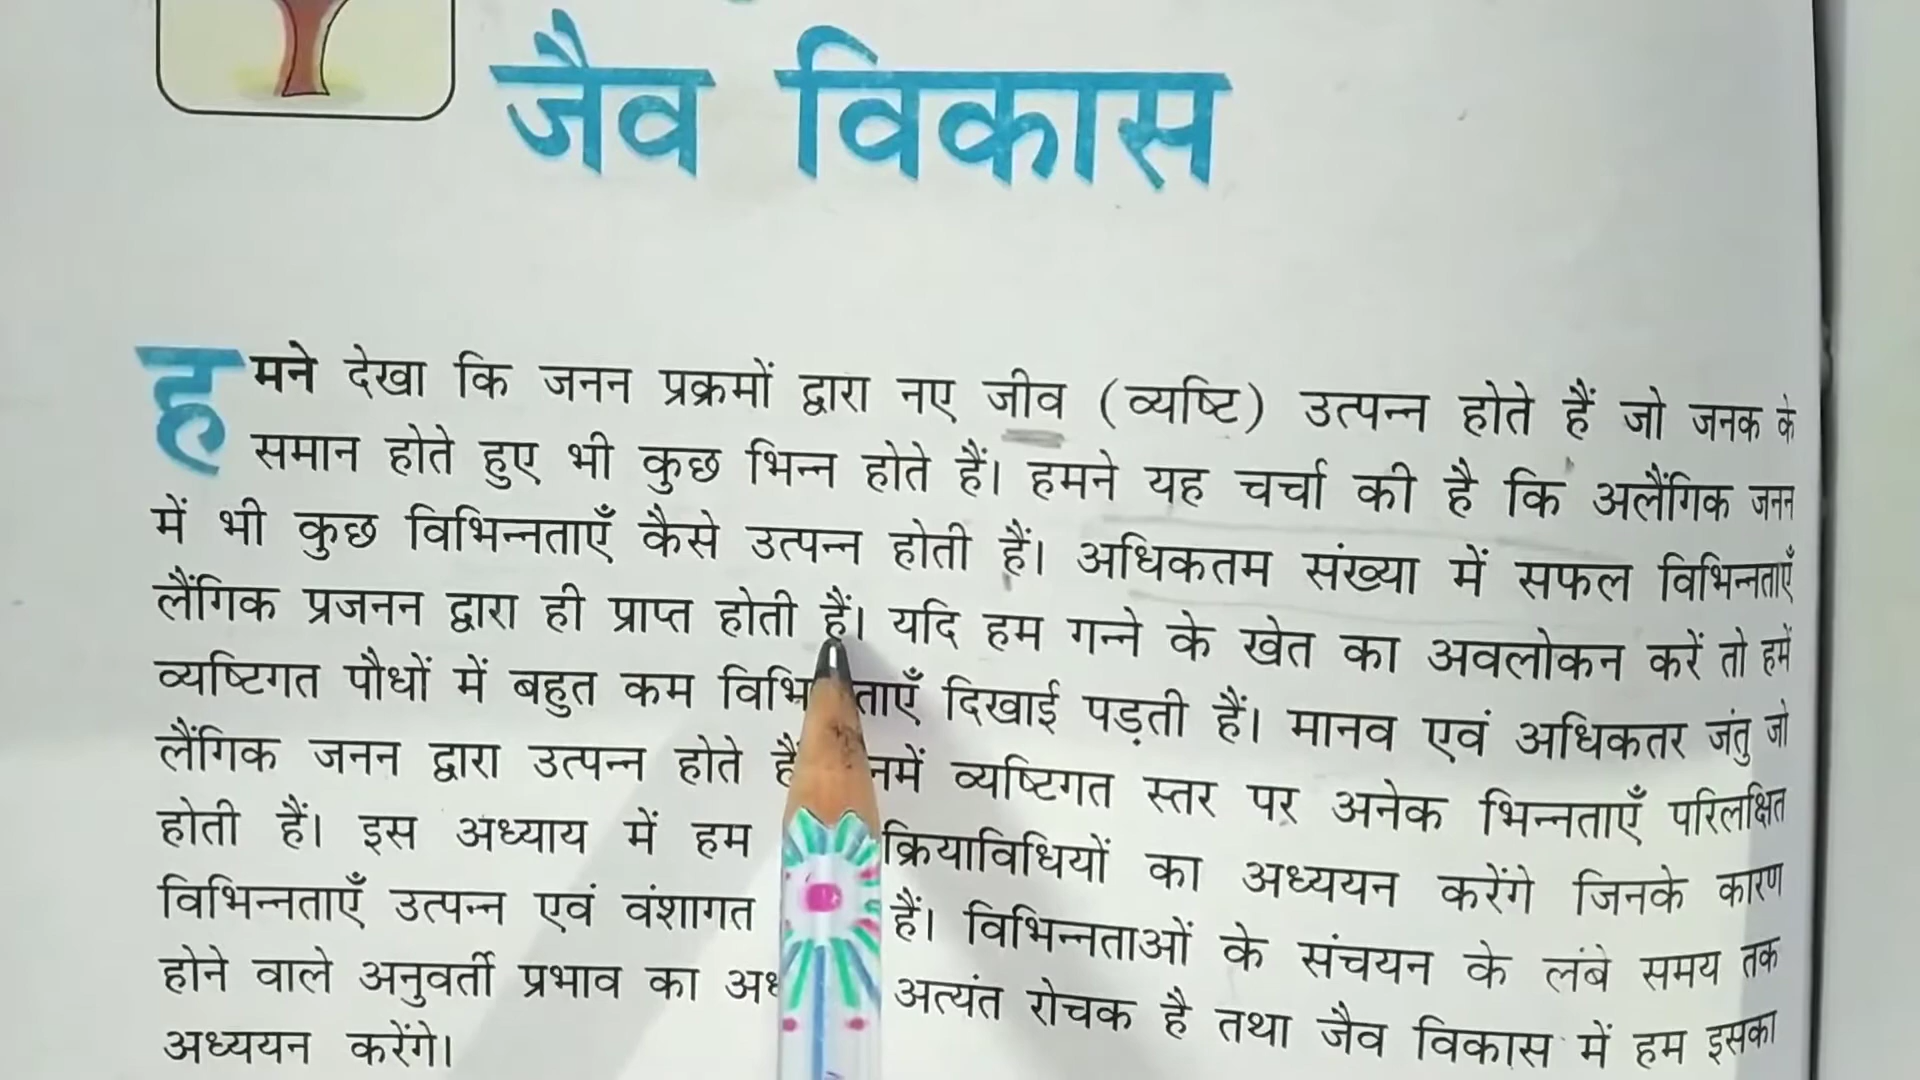 जैव विकास
हमने देखा कि जनन प्रक्रमों द्वारा नए जीव (व्यष्टि) उत्पन्न होते हैं जो जनक के
समान होते हुए भी कुछ भिन्न होते हैं। हमने यह चर्चा की है कि अलैंगिक जनन
में भी कुछ विभिन्नताएँ कैसे उत्पन्न होती हैं। अधिकतम संख्या में सफल विभिन्नताएँ
लैंगिक प्रजनन द्वारा ही प्राप्त होती हैं। यदि हम गन्ने के खेत का अवलोकन करें तो हमें
व्यष्टिगत पौधों में बहुत कम दिखाई पड़ती हैं। मानव एवं अधिकतर जंतु जो
लैंगिक जनन द्वारा उत्पन्न होते व्यष्टिगत स्तर पर अनेक भिन्नताएँ परिलक्षित
होती हैं। इस अध्याय में हम क्रियाविधियों का अध्ययन करेंगे जिनके कारण
विभिन्नताएँ उत्पन्न एवं वंशागत हैं। विभिन्नताओं के संचयन के लंबे समय तक
होने वाले अनुवर्ती प्रभाव का अत्यंत रोचक है तथा जैव विकास में हम इसका
अध्ययन करेंगे।